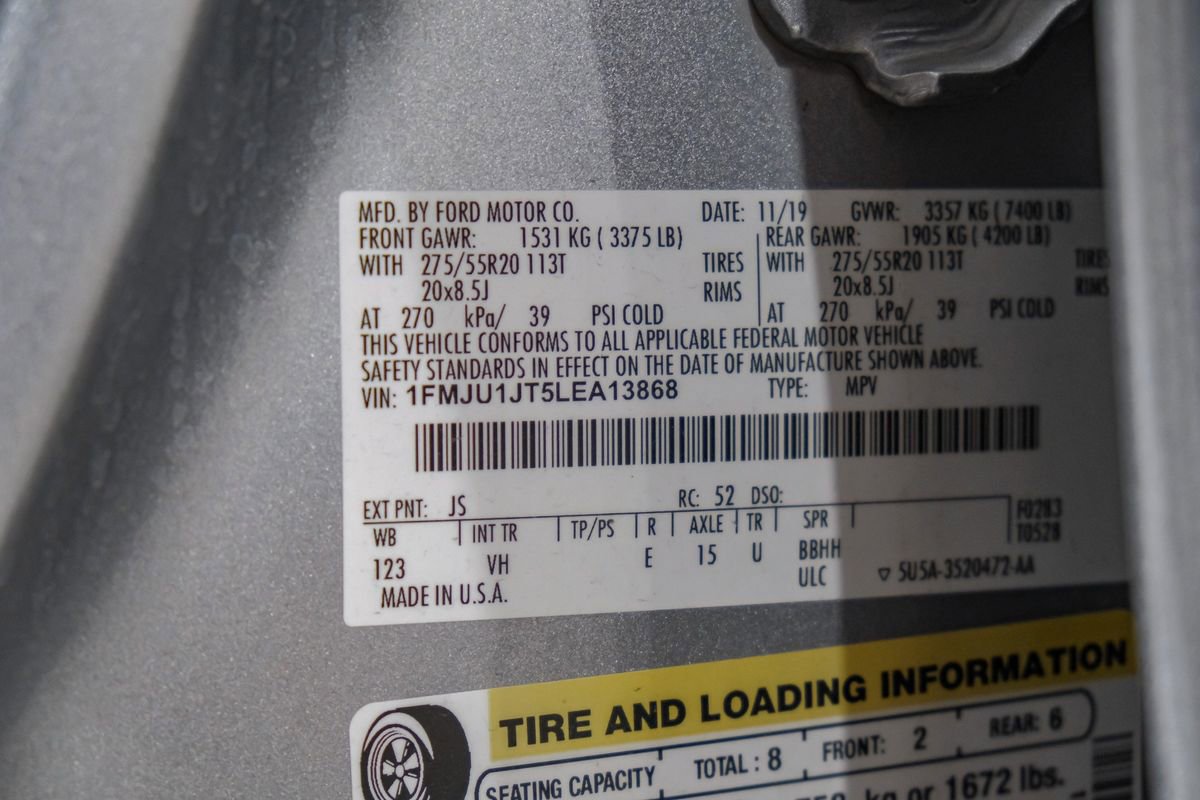 MFD. BY FORD MOTOR CO. DATE: 11/19 GVWR: 3357 KG ( 7400 LB)
FRONT GAWR: 1531 KG ( 3375 LB) REAR GAWR: 1905 KG ( 4200 LB)
WITH 275/55R20 113T TIRES WITH 275/55R20 113T TIRES
20x8.5J RIMS 20x8.5J RIMS
AT 270 kPa/ 39 PSI COLD AT 270 kPa/ 39 PSI COLD
THIS VEHICLE CONFORMS TO ALL APPLICABLE FEDERAL MOTOR VEHICLE
SAFETY STANDARDS IN EFFECT ON THE DATE OF MANUFACTURE SHOWN ABOVE.
VIN: 1FMJU1JT5LEA13868 TYPE: MPV
EXT PNT: JS RC: 52 DSO:
WB INT TR TP/PS R AXLE TR SPR F0283
T0528
123 VH E 15 U BBHH
ULC ▽ 5U5A-3520472-AA
MADE IN U.S.A.
TIRE AND LOADING INFORMATION
SEATING CAPACITY TOTAL : 8 FRONT: 2 REAR: 6
kg or 1672 lbs.